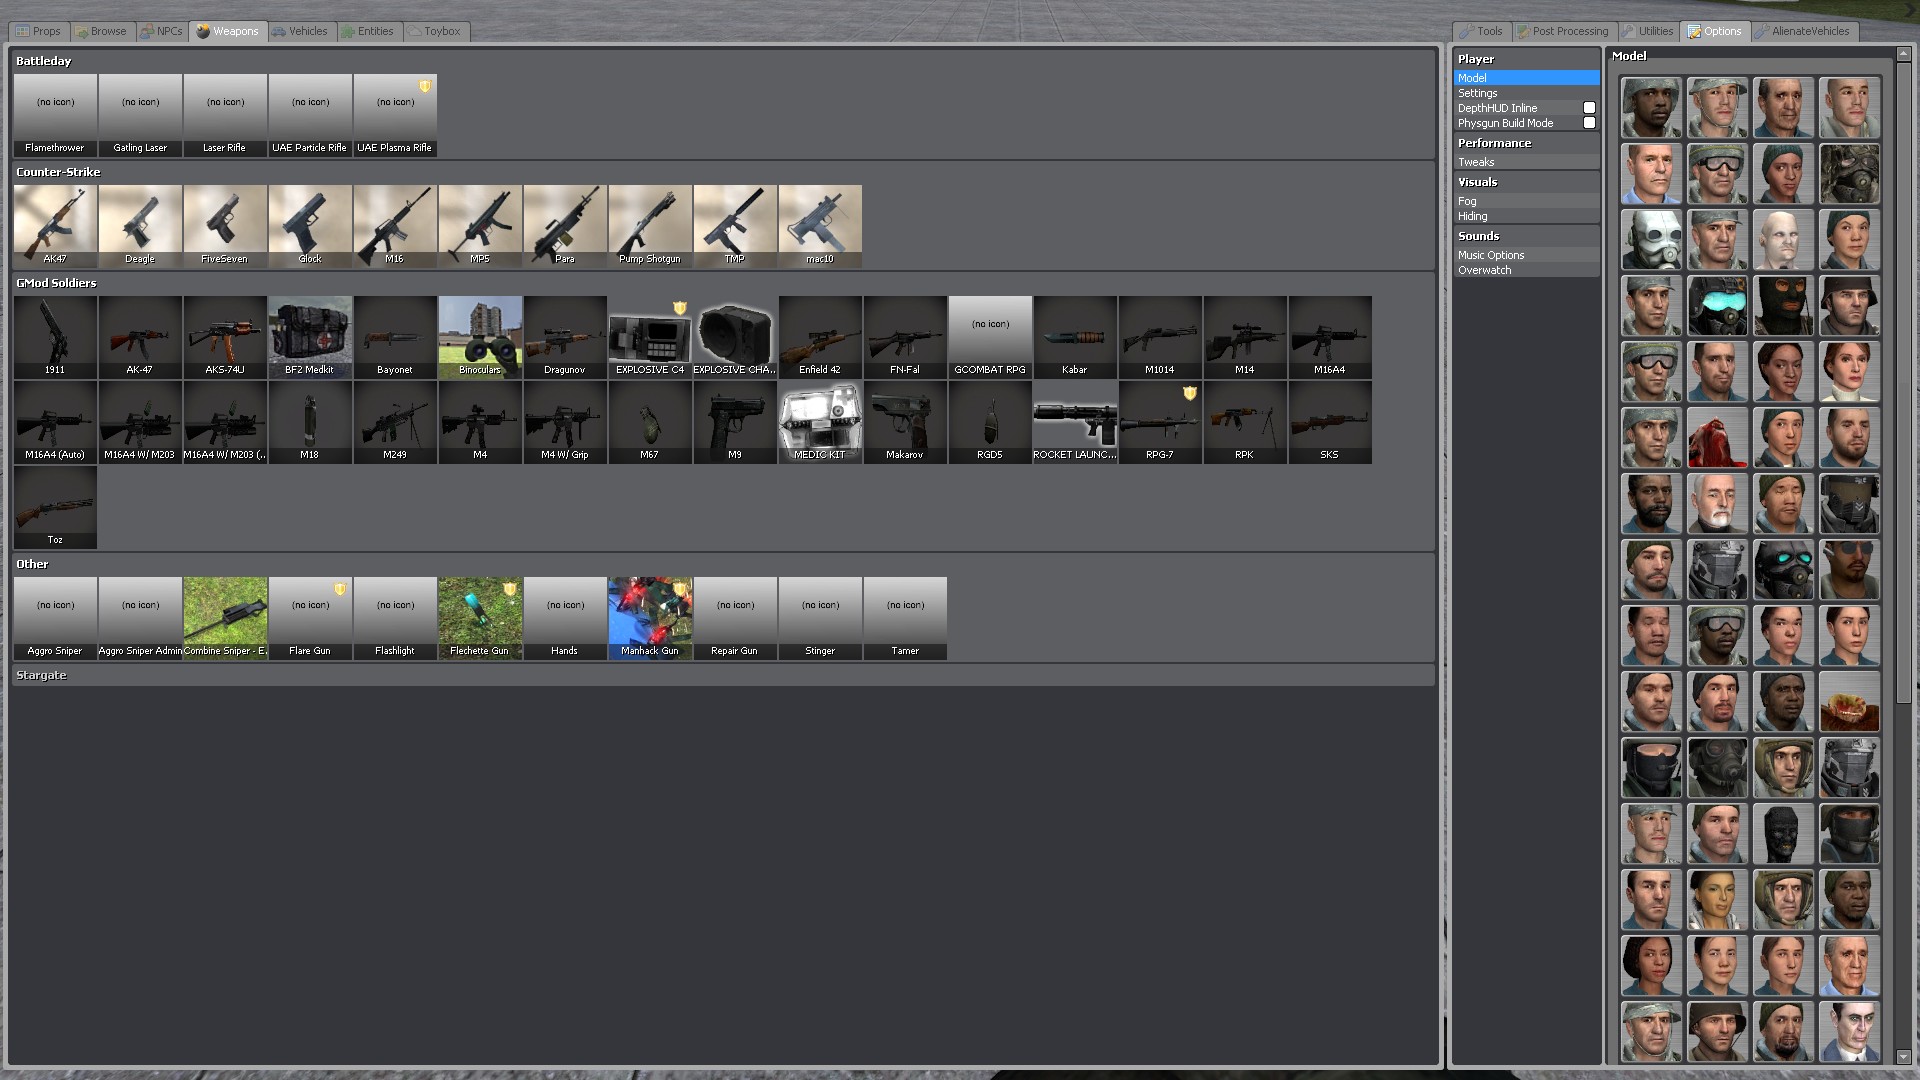 Props Browse NPCs Weapons Vehicles Entities Toybox
Tools Post Processing Utilities Options AlienateVehicles
Battleday
(no icon) (no icon) (no icon) (no icon) (no icon)
Flamethrower Gatling Laser Laser Rifle UAE Particle Rifle UAE Plasma Rifle
Counter-Strike
AK47 Deagle FiveSeven Glock M16 MP5 Para Pump Shotgun TMP mac10
GMod Soldiers
(no icon)
1911 AK-47 AKS-74U BF2 Medkit Bayonet Binoculars Dragunov EXPLOSIVE C4 EXPLOSIVE CHA... Enfield 42 FN-Fal GCOMBAT RPG Kabar M1014 M14 M16A4
M16A4 (Auto) M16A4 W/ M203 M16A4 W/ M203 (... M18 M249 M4 M4 W/ Grip M67 M9 MEDIC KIT Makarov RGD5 ROCKET LAUNC... RPG-7 RPK SKS
Toz
Other
(no icon) (no icon) (no icon) (no icon) (no icon) (no icon) (no icon) (no icon)
Aggro Sniper Aggro Sniper Admin Combine Sniper - E... Flare Gun Flashlight Flechette Gun Hands Manhack Gun Repair Gun Stinger Tamer
Stargate
Player
Model
Settings
DepthHUD Inline
Physgun Build Mode
Performance
Tweaks
Visuals
Fog
Hiding
Sounds
Music Options
Overwatch
Model